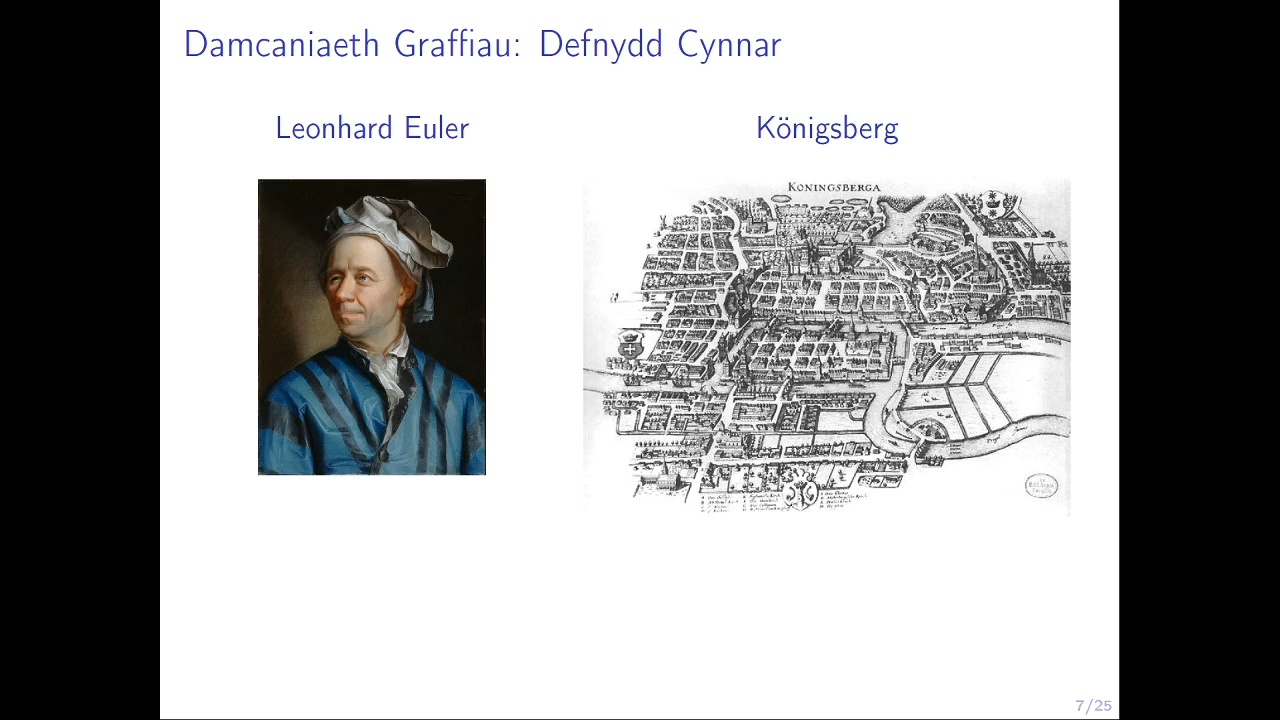 Damcaniaeth Graffiau: Defnydd Cynnar
Leonhard Euler
Königsberg
KONINGSBERGA
7/25